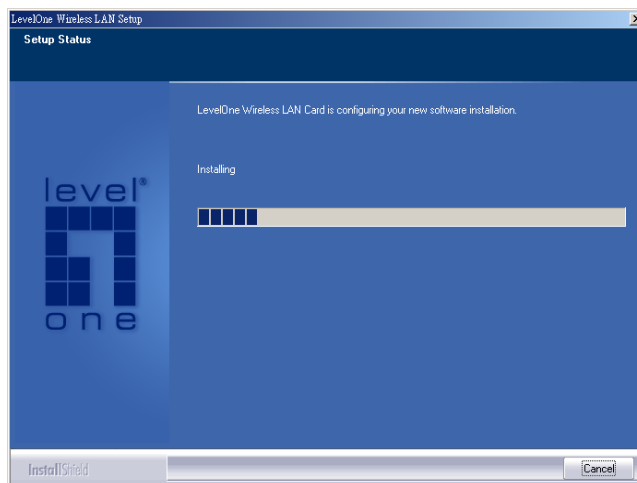 LevelOne Wireless LAN Setup
Setup Status
LevelOne Wireless LAN Card is configuring your new software installation.
Installing
level®
one
InstallShield
Cancel